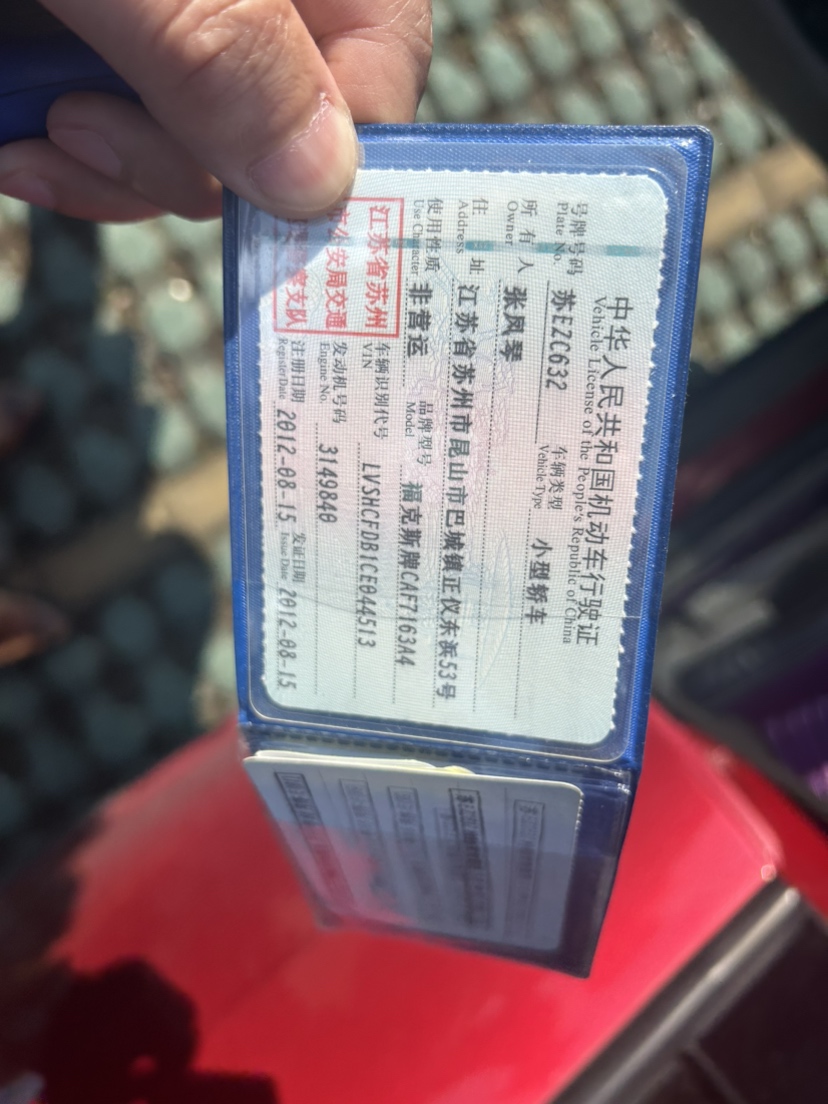 中华人民共和国机动车行驶证
Vehicle License of the People's Republic of China
号牌号码 苏EZC632 车辆类型 小型轿车
Plate No. Vehicle Type
所有人 张凤琴
Owner
住址 江苏省苏州市昆山市巴城镇正仪东浜53号
Address
使用性质 非营运 品牌型号 福克斯牌CAF7163A4
Use Character Model
江苏省苏州
市公安局交通
警支队
车辆识别代号 LVSHCFDB1CE044513
VIN
发动机号码 3149840
Engine No.
注册日期 2012-08-15 发证日期 2012-08-15
Register Date Issue Date